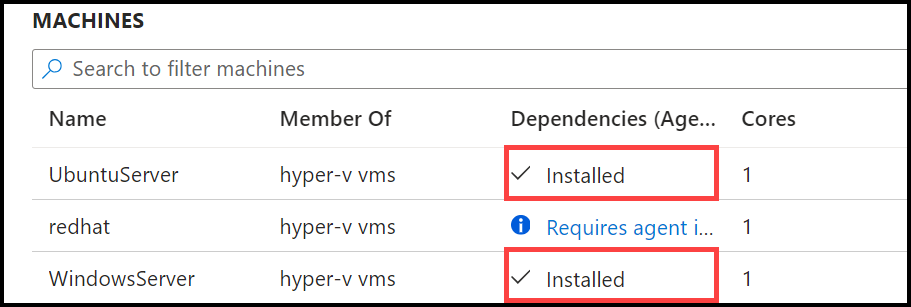 MACHINES
Search to filter machines
Name Member Of Dependencies (Age... Cores
UbuntuServer hyper-v vms Installed 1
redhat hyper-v vms Requires agent i... 1
WindowsServer hyper-v vms Installed 1